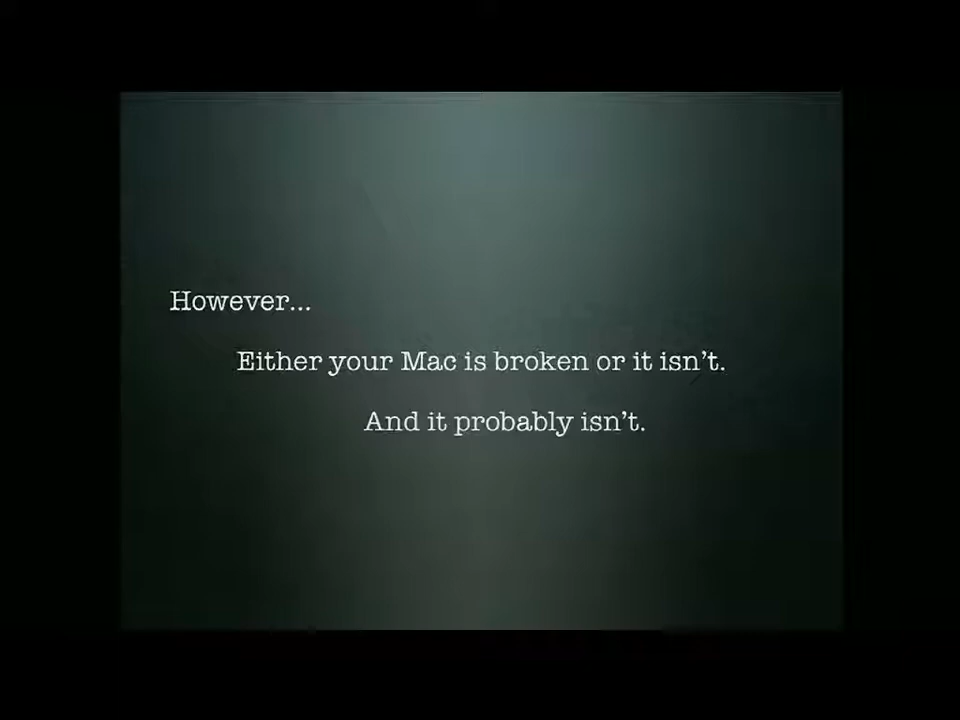 However...
Either your Mac is broken or it isn't.
And it probably isn't.